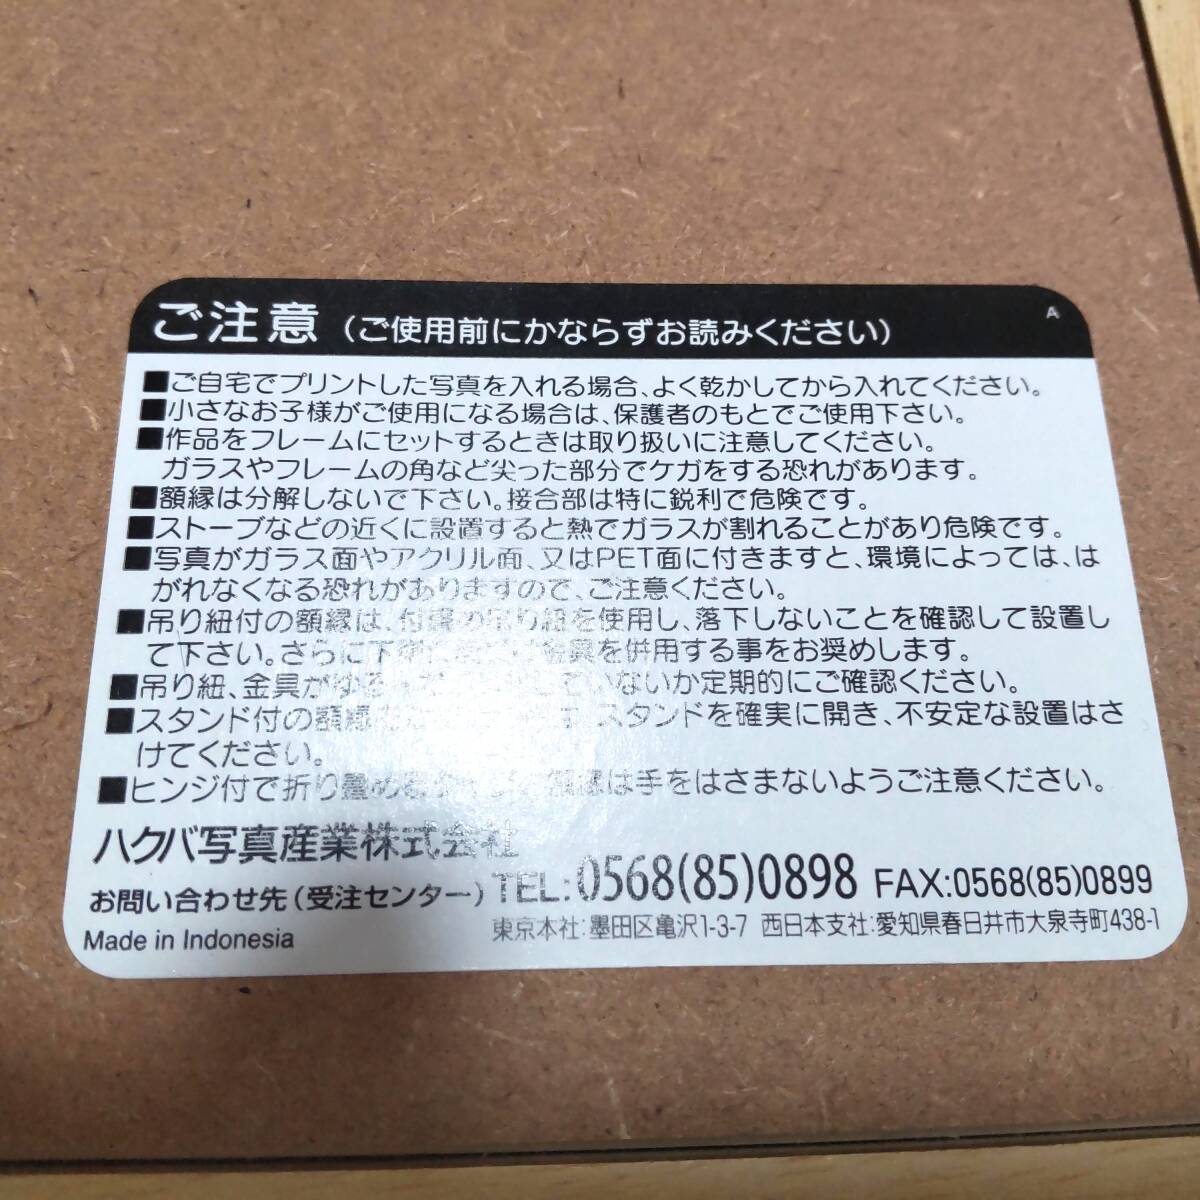 ご注意（ご使用前にかならずお読みください）
A
■ご自宅でプリントした写真を入れる場合、よく乾かしてから入れてください。
■小さなお子様がご使用になる場合は、保護者のもとでご使用下さい。
■作品をフレームにセットするときは取り扱いに注意してください。
ガラスやフレームの角など尖った部分でケガをする恐れがあります。
■額縁は分解しないで下さい。接合部は特に鋭利で危険です。
■ストーブなどの近くに設置すると熱でガラスが割れることがあり危険です。
■写真がガラス面やアクリル面、又はPET面に付きますと、環境によっては、は
がれなくなる恐れがありますので、ご注意ください。
■吊り紐付の額縁は、付属の吊り紐を使用し、落下しないことを確認して設置し
て下さい。さらに下 金具を併用する事をお奨めします。
■吊り紐、金具がゆる ていないか定期的にご確認ください。
■スタンド付の額縁 スタンドを確実に開き、不安定な設置はさ
けてください。
■ヒンジ付で折り畳め 額縁は手をはさまないようご注意ください。
ハクバ写真産業株式会社
お問い合わせ先（受注センター）TEL:0568(85)0898 FAX:0568(85)0899
Made in Indonesia 東京本社:墨田区亀沢1-3-7 西日本支社:愛知県春日井市大泉寺町438-1